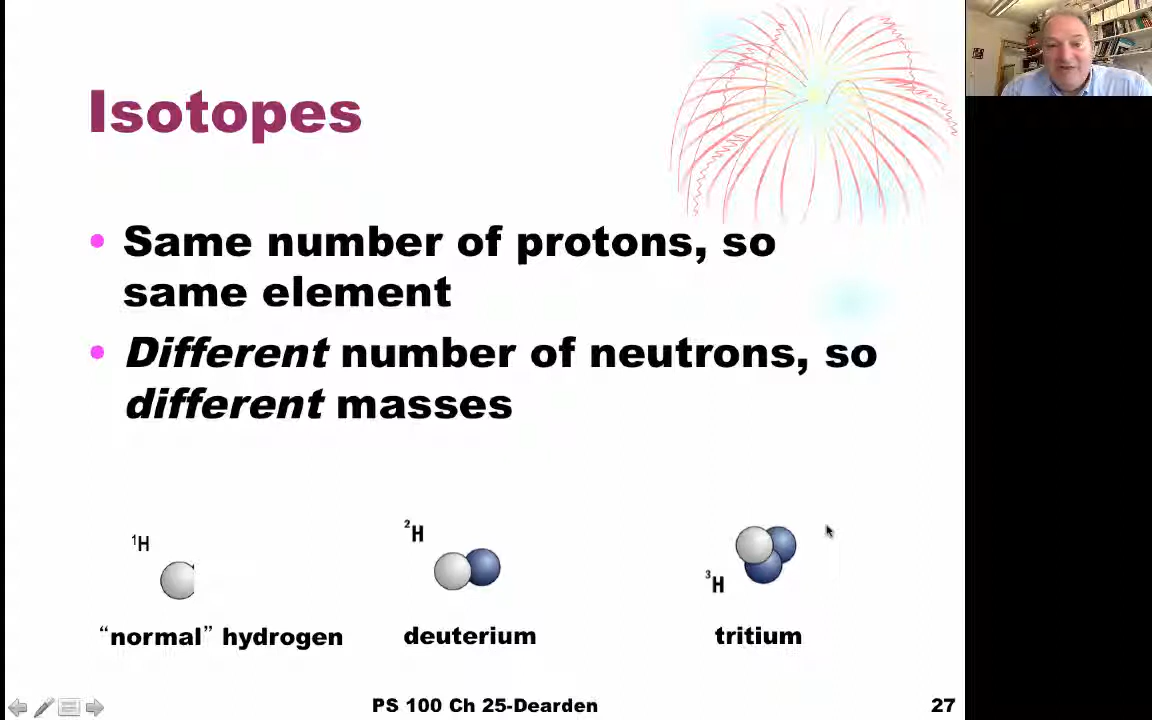 Isotopes
• Same number of protons, so
same element
• Different number of neutrons, so
different masses
¹H
²H
³H
“normal” hydrogen
deuterium
tritium
PS 100 Ch 25-Dearden
27